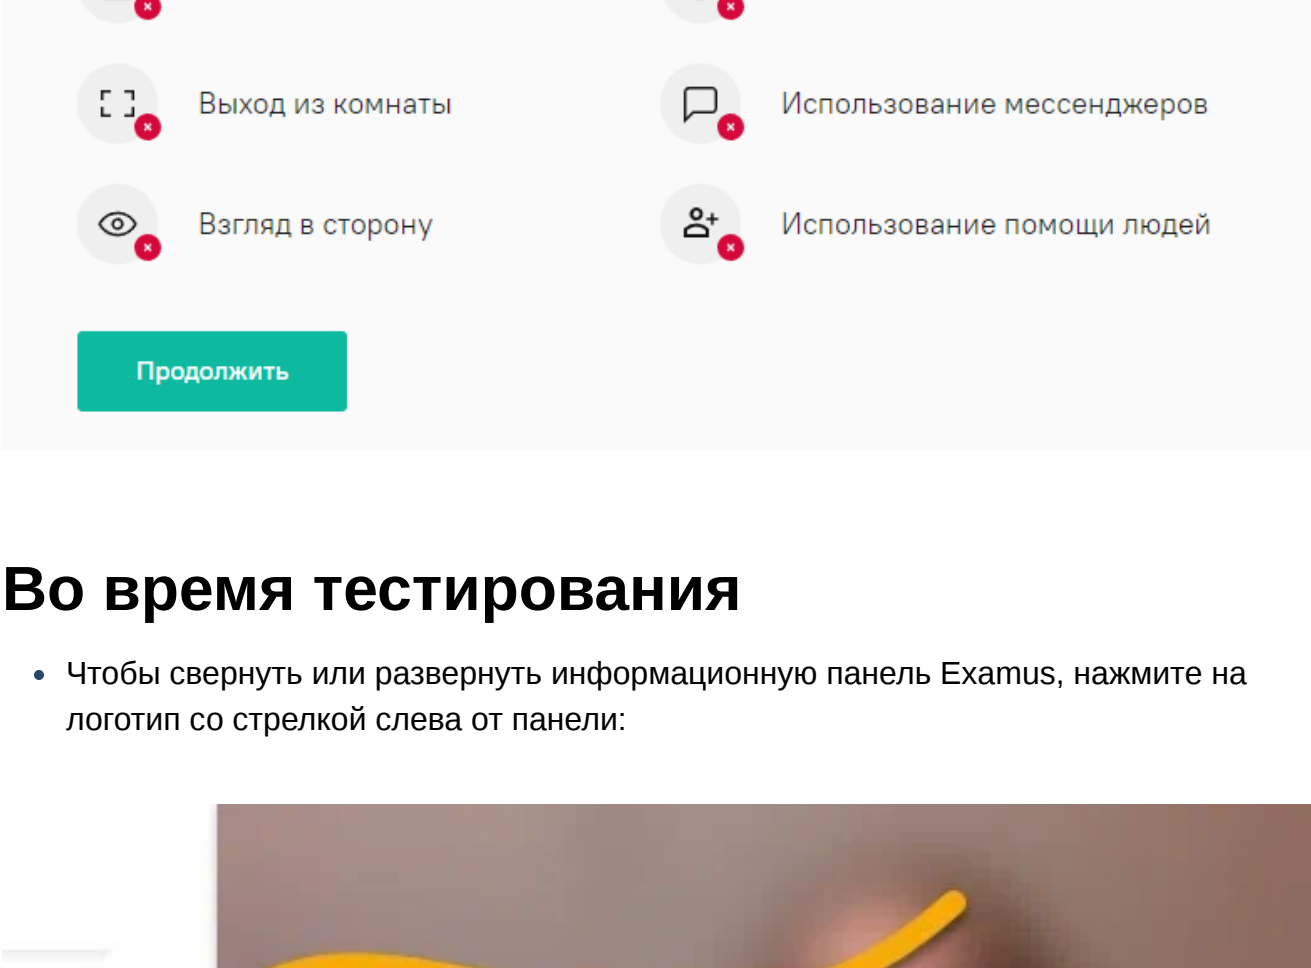 Выход из комнаты
Использование мессенджеров
Взгляд в сторону
Использование помощи людей
Продолжить
Во время тестирования
Чтобы свернуть или развернуть информационную панель Examus, нажмите на
логотип со стрелкой слева от панели: